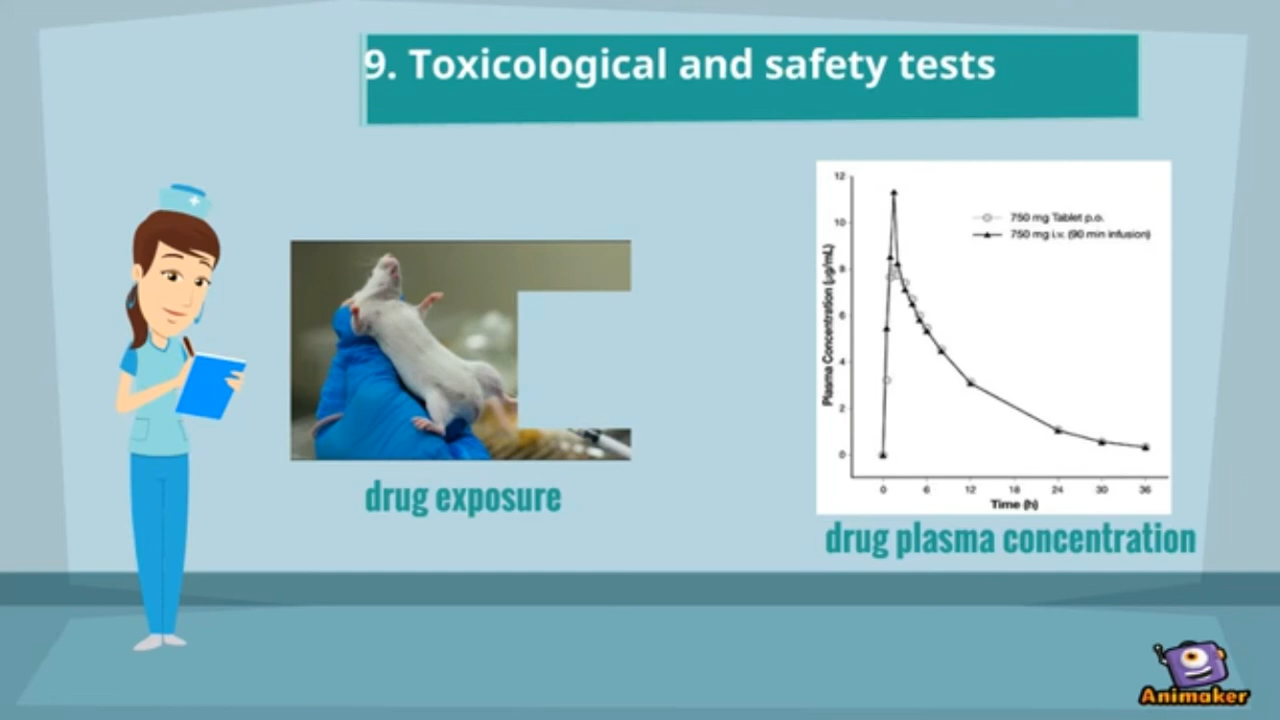 9. Toxicological and safety tests
drug exposure
12
10
8
6
4
2
0
Plasma Concentration (µg/mL)
750 mg Tablet p.o.
750 mg i.v. (90 min infusion)
0 6 12 18 24 30 36
Time (h)
drug plasma concentration
Animaker